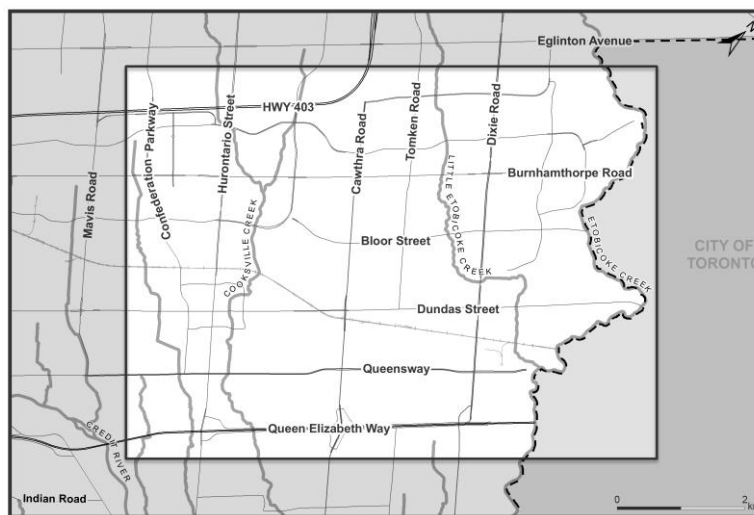 N
Eglinton Avenue
HWY 403
Confederation Parkway
Hurontario Street
Cawthra Road
Tomken Road
Dixie Road
Mavis Road
LITTLE ETOBICOKE CREEK
Burnhamthorpe Road
COOKSVILLE CREEK
Bloor Street
ETOBICOKE CREEK
CITY OF
TORONTO
Dundas Street
Queensway
Queen Elizabeth Way
CREDIT RIVER
Indian Road
0
2